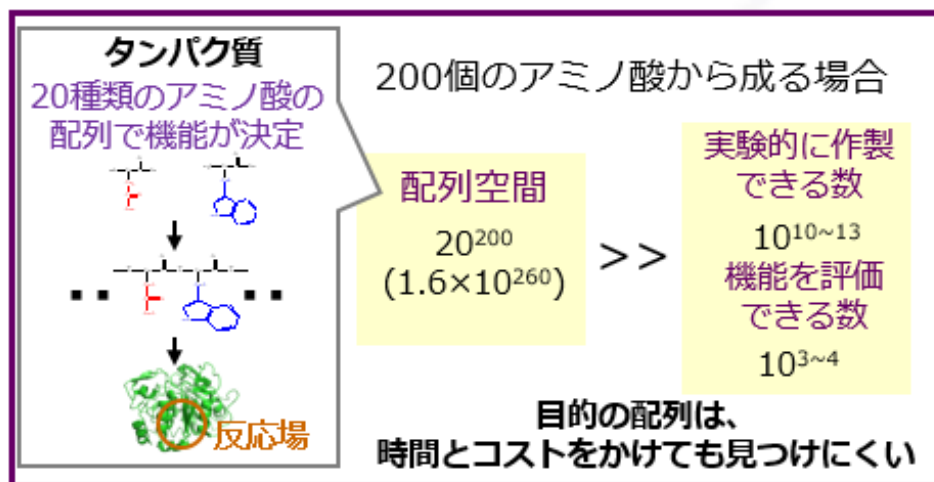 タンパク質
20種類のアミノ酸の
配列で機能が決定
反応場
200個のアミノ酸から成る場合
配列空間
20²⁰⁰
(1.6×10²⁶⁰)
>>
実験的に作製
できる数
10¹⁰~¹³
機能を評価
できる数
10³~⁴
目的の配列は、
時間とコストをかけても見つけにくい